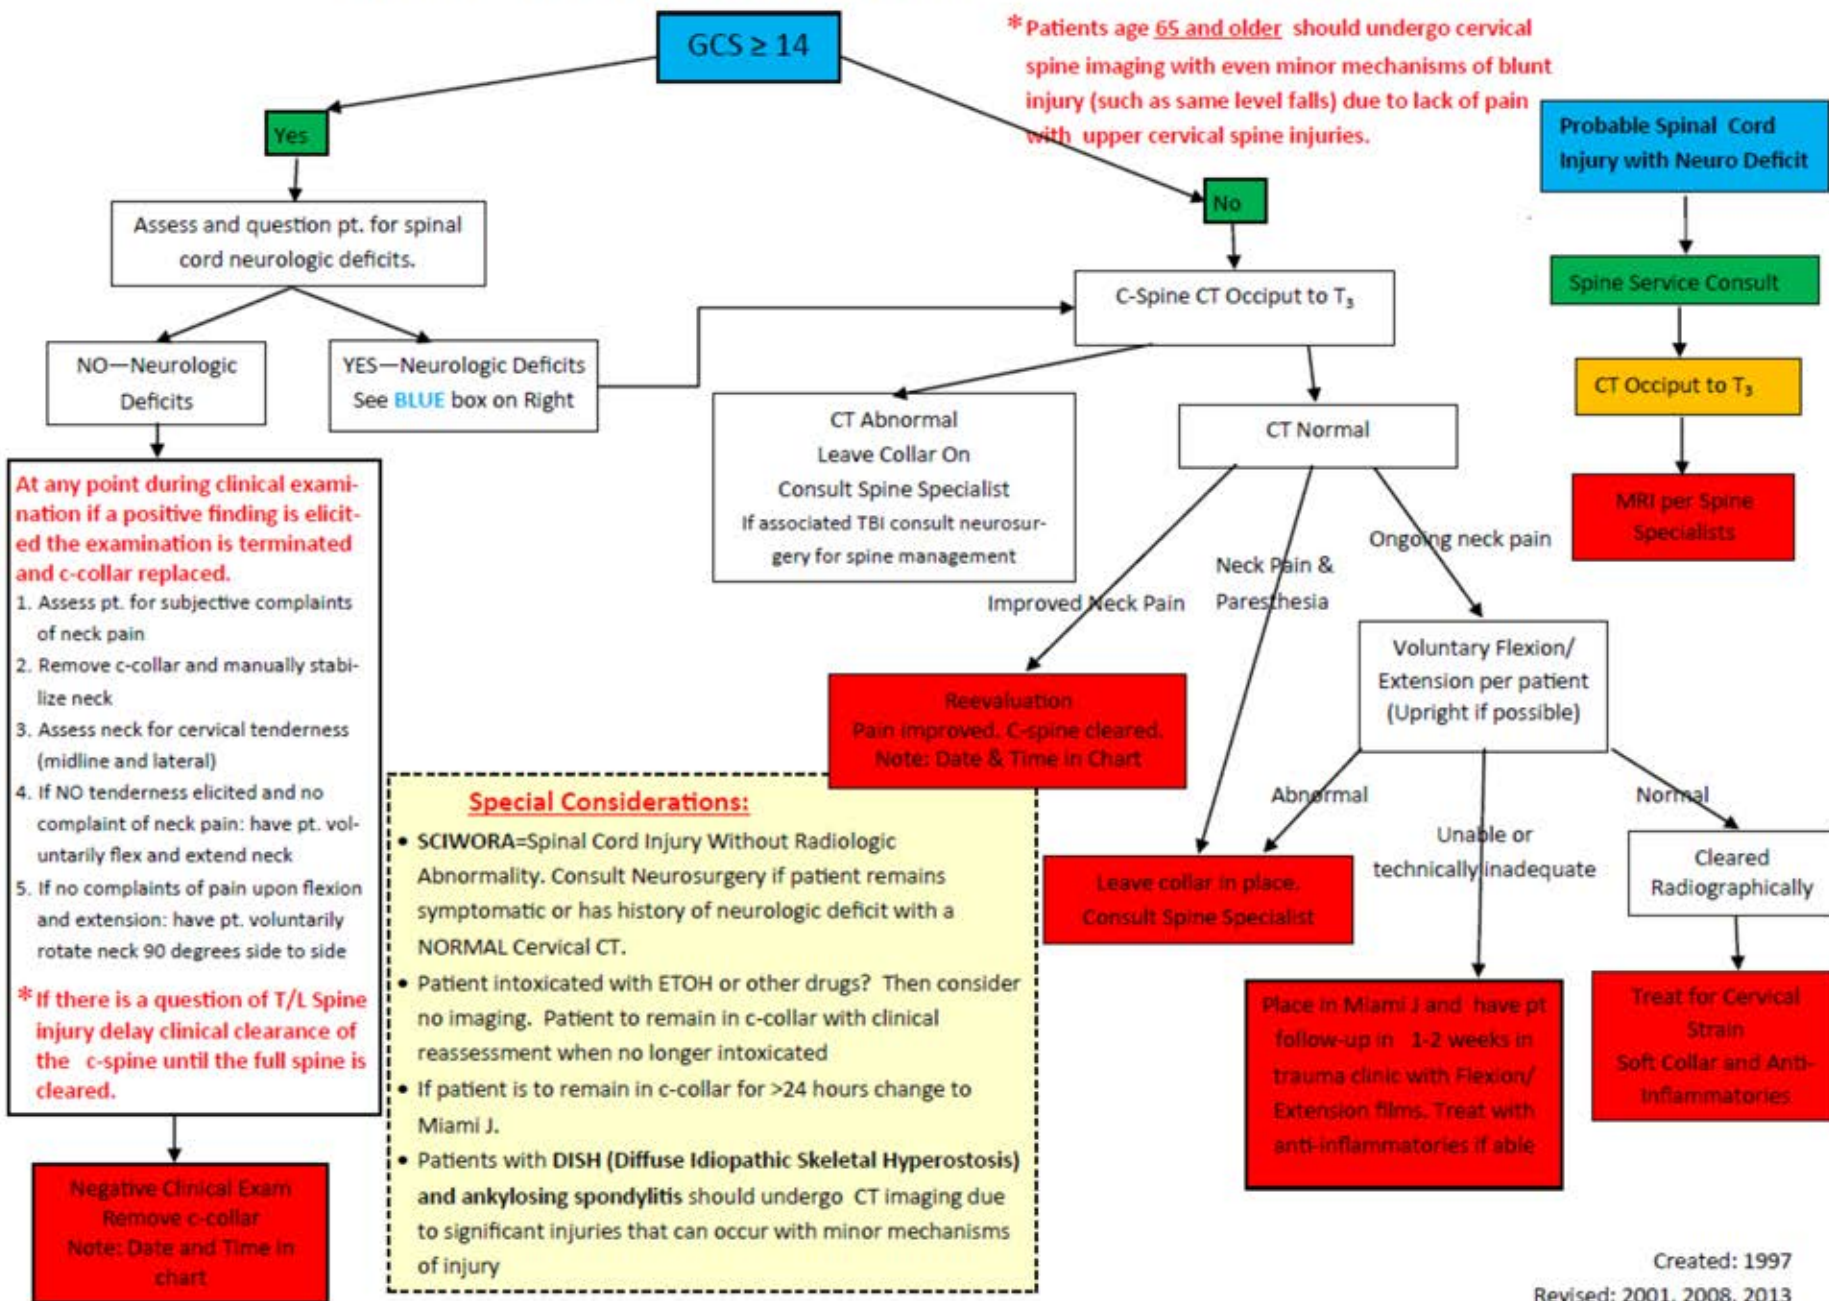 GCS ≥ 14
*Patients age 65 and older should undergo cervical
spine imaging with even minor mechanisms of blunt
injury (such as same level falls) due to lack of pain
with upper cervical spine injuries.
Yes
No
Assess and question pt. for spinal
cord neurologic deficits.
NO—Neurologic
Deficits
YES—Neurologic Deficits
See BLUE box on Right
At any point during clinical exami-
nation if a positive finding is elicit-
ed the examination is terminated
and c-collar replaced.
1. Assess pt. for subjective complaints
of neck pain
2. Remove c-collar and manually stabi-
lize neck
3. Assess neck for cervical tenderness
(midline and lateral)
4. If NO tenderness elicited and no
complaint of neck pain: have pt. vol-
untarily flex and extend neck
5. If no complaints of pain upon flexion
and extension: have pt. voluntarily
rotate neck 90 degrees side to side
*If there is a question of T/L Spine
injury delay clinical clearance of
the c-spine until the full spine is
cleared.
Negative Clinical Exam
Remove c-collar
Note: Date and Time in
chart
C-Spine CT Occiput to T₃
CT Abnormal
Leave Collar On
Consult Spine Specialist
If associated TBI consult neurosur-
gery for spine management
CT Normal
Improved Neck Pain
Neck Pain &
Paresthesia
Ongoing neck pain
Reevaluation
Pain improved. C-spine cleared.
Note: Date & Time in Chart
Voluntary Flexion/
Extension per patient
(Upright if possible)
Abnormal
Unable or
technically inadequate
Normal
Leave collar in place.
Consult Spine Specialist
Cleared
Radiographically
Place in Miami J and have pt
follow-up in 1-2 weeks in
trauma clinic with Flexion/
Extension films. Treat with
anti-inflammatories if able
Treat for Cervical
Strain
Soft Collar and Anti-
Inflammatories
Special Considerations:
• SCIWORA=Spinal Cord Injury Without Radiologic
Abnormality. Consult Neurosurgery if patient remains
symptomatic or has history of neurologic deficit with a
NORMAL Cervical CT.
• Patient intoxicated with ETOH or other drugs? Then consider
no imaging. Patient to remain in c-collar with clinical
reassessment when no longer intoxicated
• If patient is to remain in c-collar for >24 hours change to
Miami J.
• Patients with DISH (Diffuse Idiopathic Skeletal Hyperostosis)
and ankylosing spondylitis should undergo CT imaging due
to significant injuries that can occur with minor mechanisms
of injury
Probable Spinal Cord
Injury with Neuro Deficit
Spine Service Consult
CT Occiput to T₃
MRI per Spine
Specialists
Created: 1997
Revised: 2001, 2008, 2013